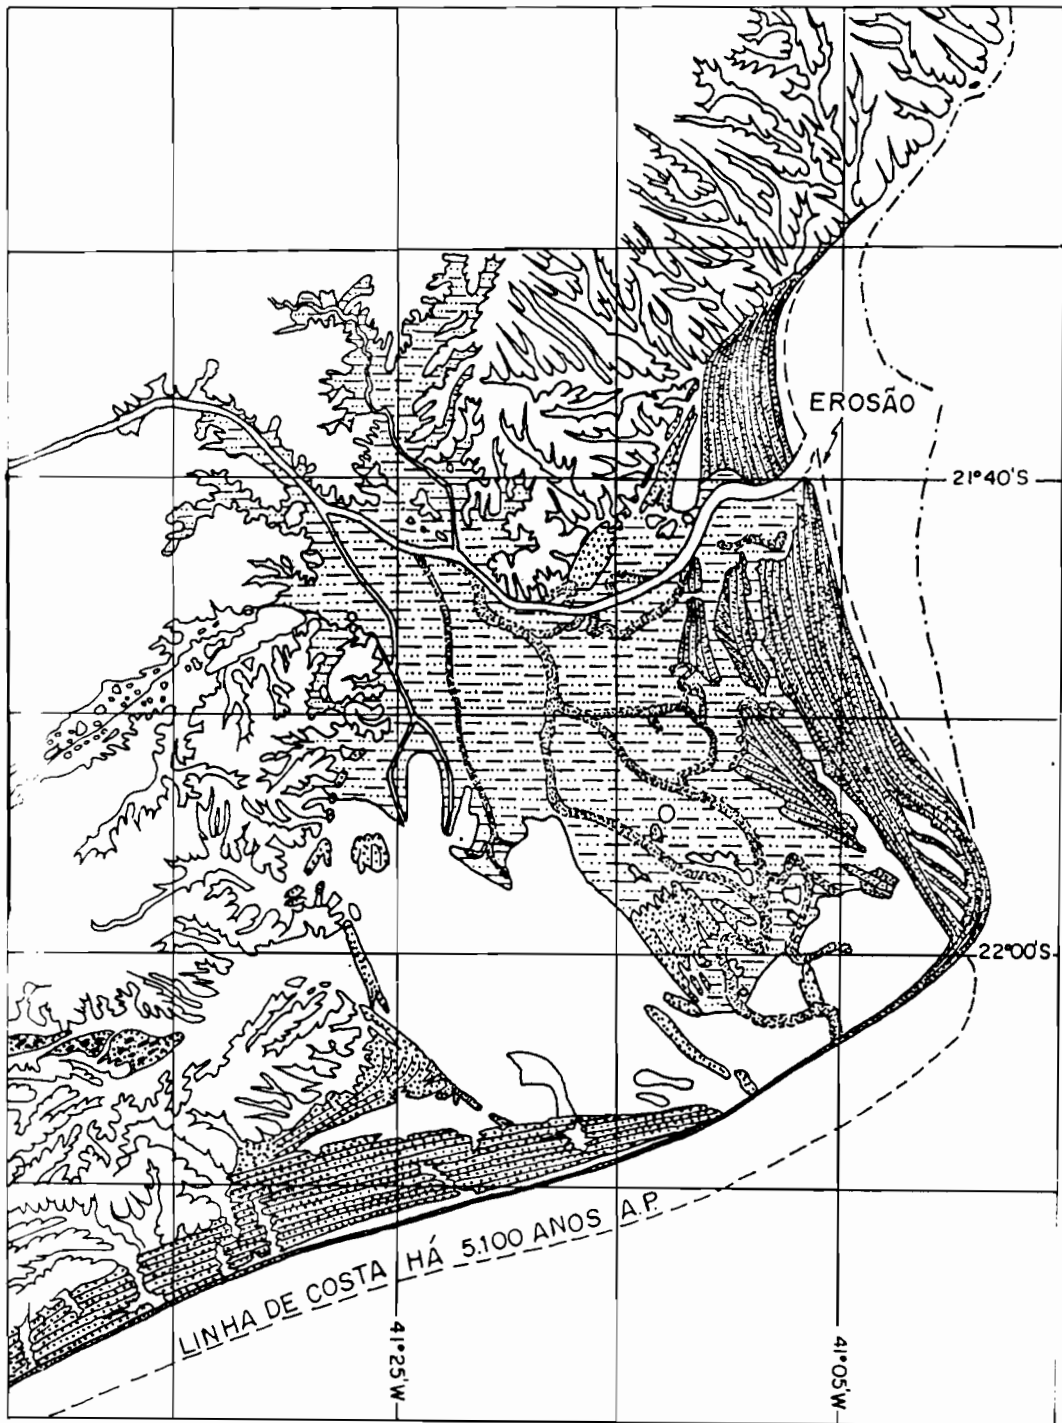 EROSÃO
21°40'S
22°00'S
LINHA DE COSTA HÁ 5.100 ANOS A.P.
41°25'W
41°05'W